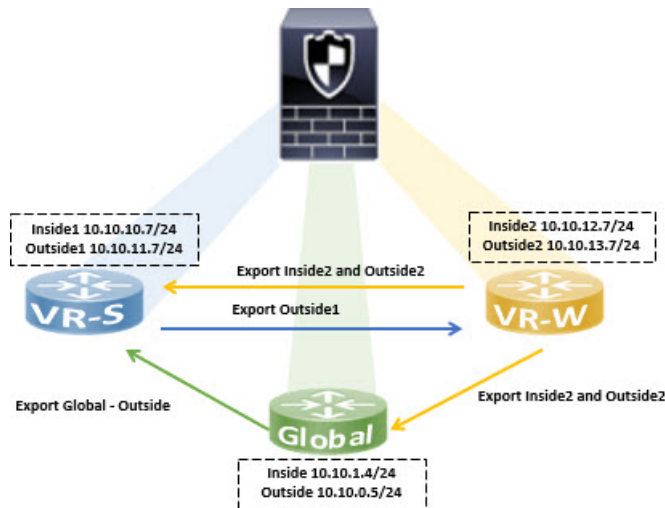 Inside1 10.10.10.7/24
Outside1 10.10.11.7/24
Inside2 10.10.12.7/24
Outside2 10.10.13.7/24
Export Inside2 and Outside2
VR-S
Export Outside1
VR-W
Export Global - Outside
Export Inside2 and Outside2
Global
Inside 10.10.1.4/24
Outside 10.10.0.5/24